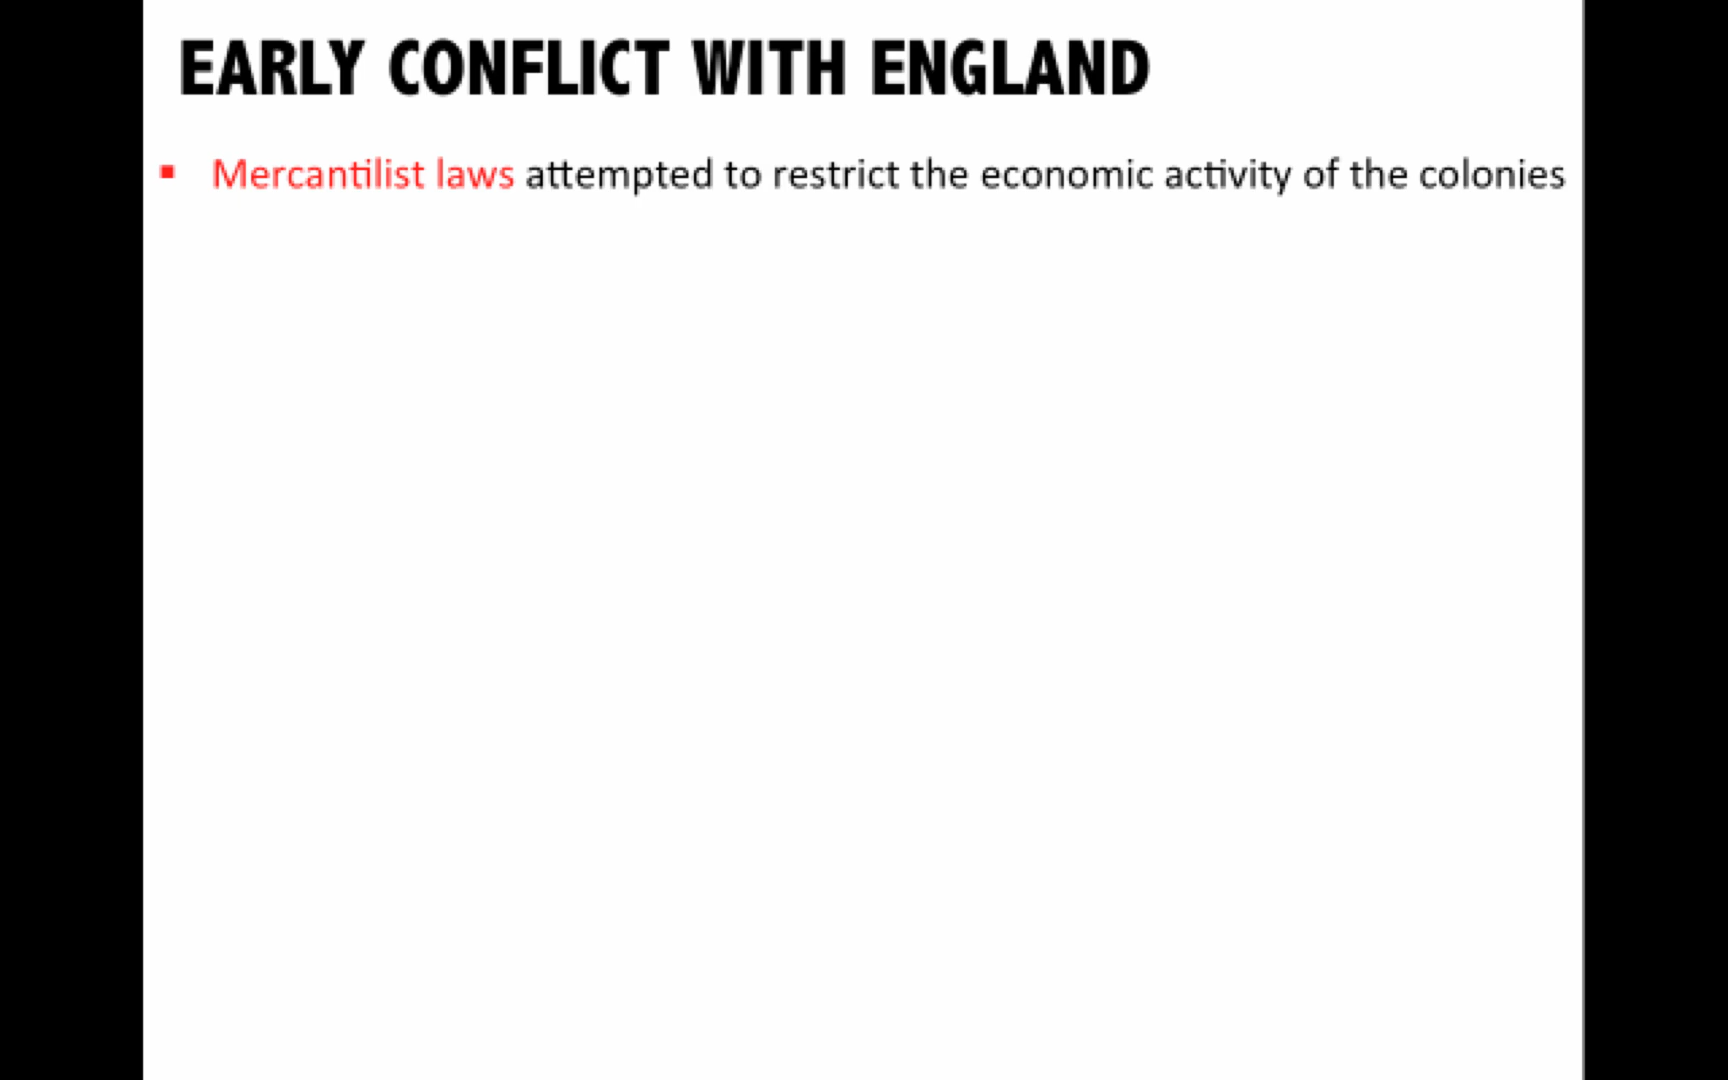 EARLY CONFLICT WITH ENGLAND
▪ Mercantilist laws attempted to restrict the economic activity of the colonies